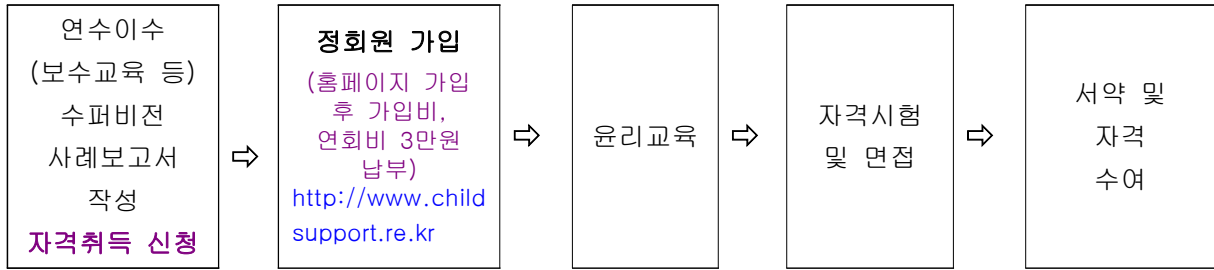 연수이수
(보수교육 등)
수퍼비전
사례보고서
작성
자격취득 신청
⇨
정회원 가입
(홈페이지 가입
후 가입비,
연회비 3만원
납부)
http://www.child
support.re.kr
⇨
윤리교육
⇨
자격시험
및 면접
⇨
서약 및
자격
수여